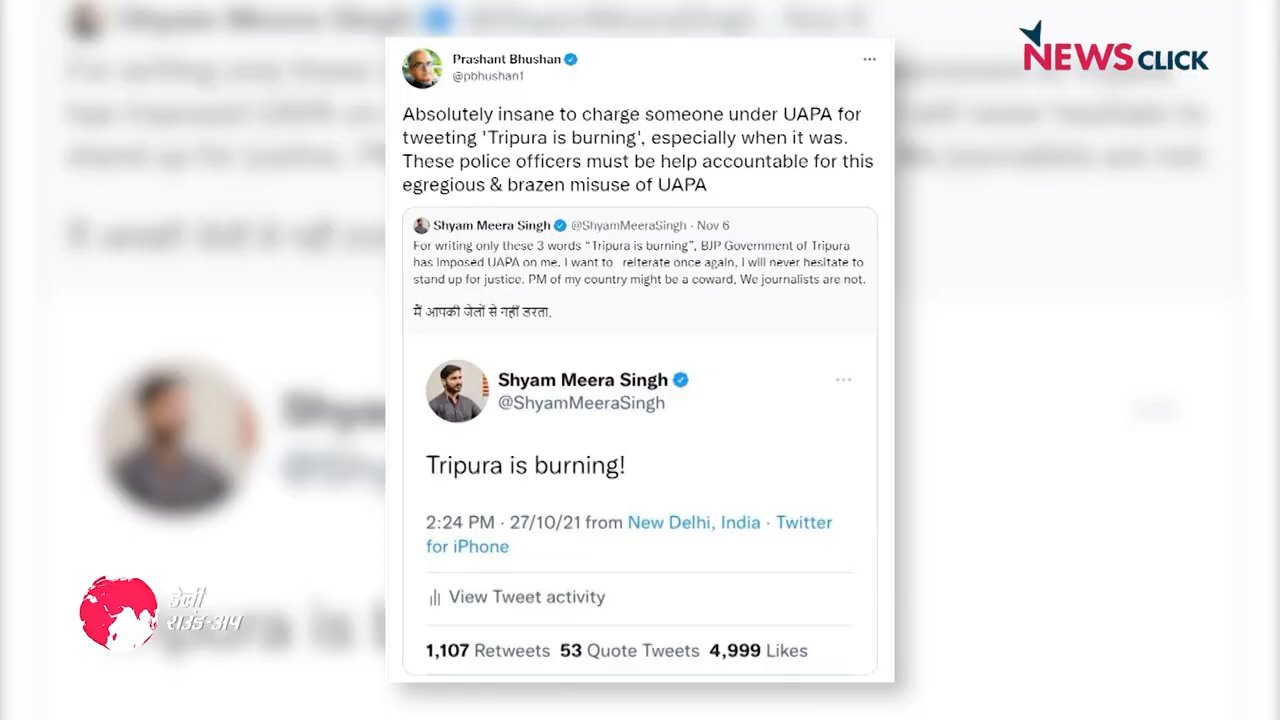 NEWS CLICK
Prashant Bhushan
@pbhushan1
Absolutely insane to charge someone under UAPA for
tweeting 'Tripura is burning', especially when it was.
These police officers must be help accountable for this
egregious & brazen misuse of UAPA
Shyam Meera Singh @ShyamMeeraSingh · Nov 6
For writing only these 3 words “Tripura is burning”, BJP Government of Tripura
has Imposed UAPA on me. I want to reiterate once again, I will never hesitate to
stand up for justice. PM of my country might be a coward, We journalists are not.
मैं आपकी जेलों से नहीं डरता.
Shyam Meera Singh
@ShyamMeeraSingh
Tripura is burning!
2:24 PM · 27/10/21 from New Delhi, India · Twitter
for iPhone
View Tweet activity
1,107 Retweets 53 Quote Tweets 4,999 Likes
डेली
राउंड-अप